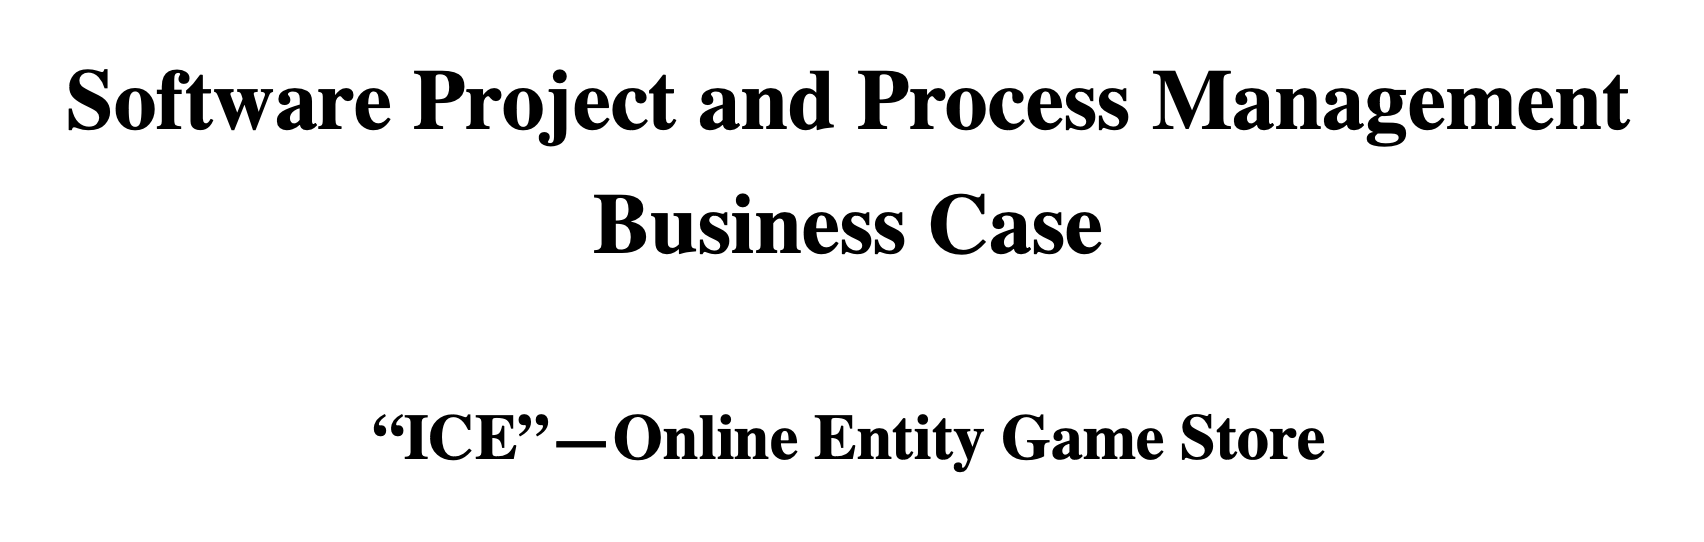 Software Project and Process Management
Business Case
“ICE”—Online Entity Game Store